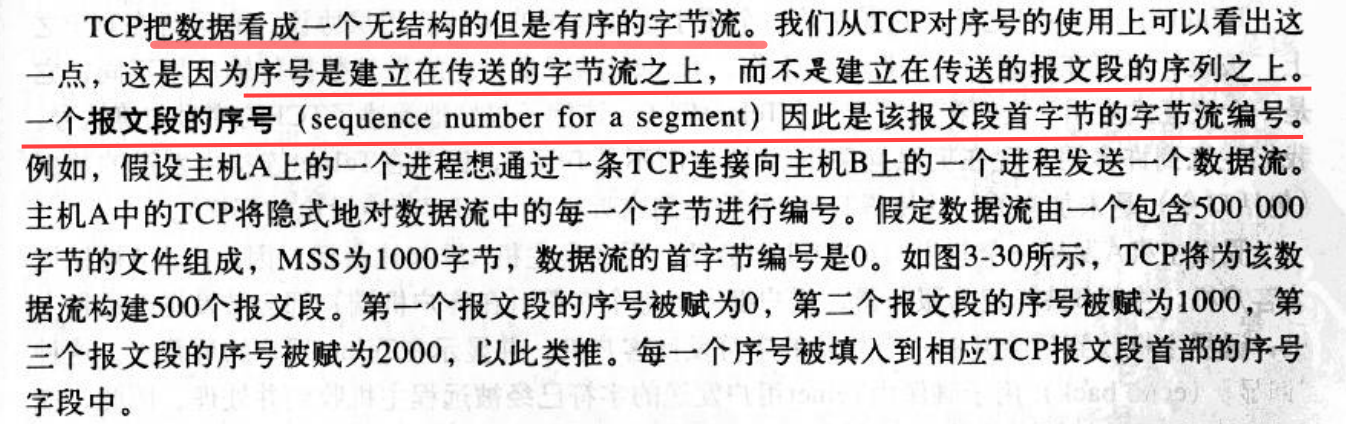 TCP把数据看成一个无结构的但是有序的字节流。我们从TCP对序号的使用上可以看出这
一点，这是因为序号是建立在传送的字节流之上，而不是建立在传送的报文段的序列之上。
一个报文段的序号（sequence number for a segment）因此是该报文段首字节的字节流编号。
例如，假设主机A上的一个进程想通过一条TCP连接向主机B上的一个进程发送一个数据流。
主机A中的TCP将隐式地对数据流中的每一个字节进行编号。假定数据流由一个包含500 000
字节的文件组成，MSS为1000字节，数据流的首字节编号是0。如图3-30所示，TCP将为该数
据流构建500个报文段。第一个报文段的序号被赋为0，第二个报文段的序号被赋为1000，第
三个报文段的序号被赋为2000，以此类推。每一个序号被填入到相应TCP报文段首部的序号
字段中。